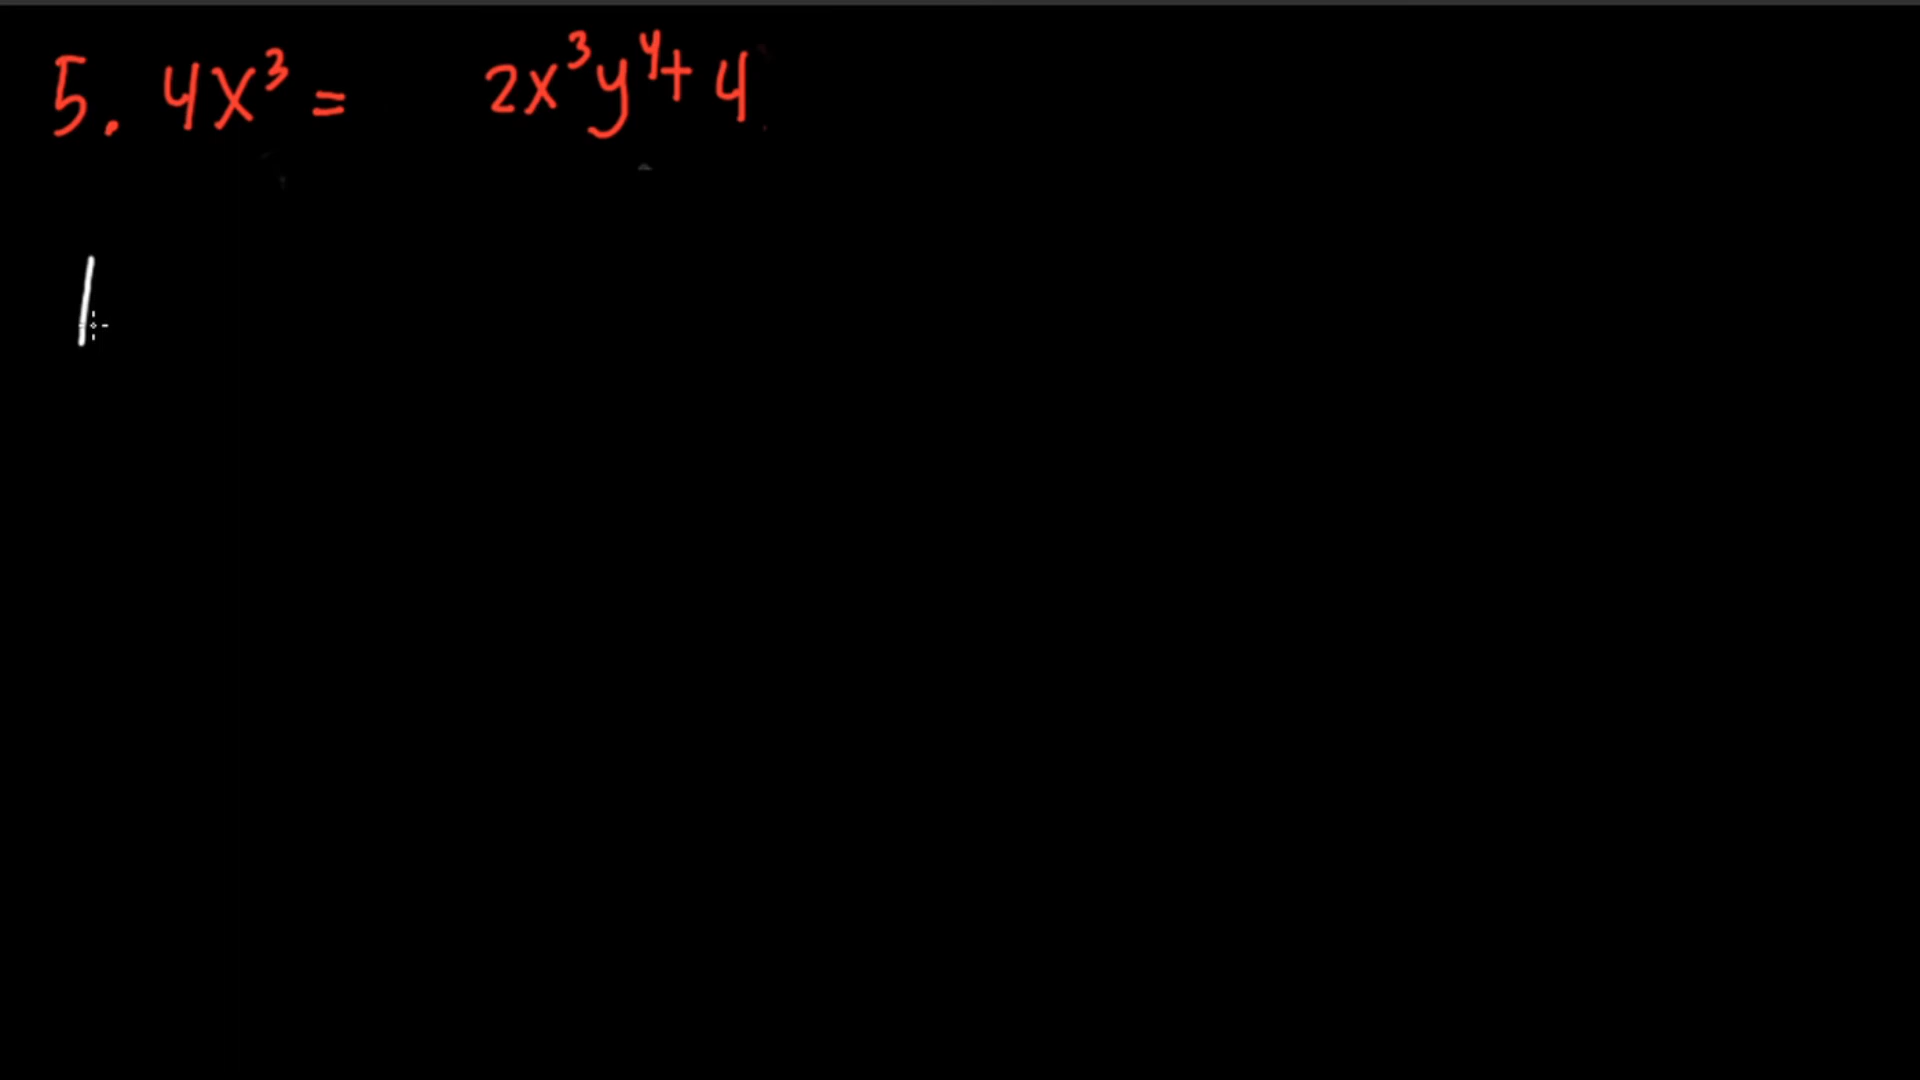 5. 4x³ = 2x³y⁴ + 4